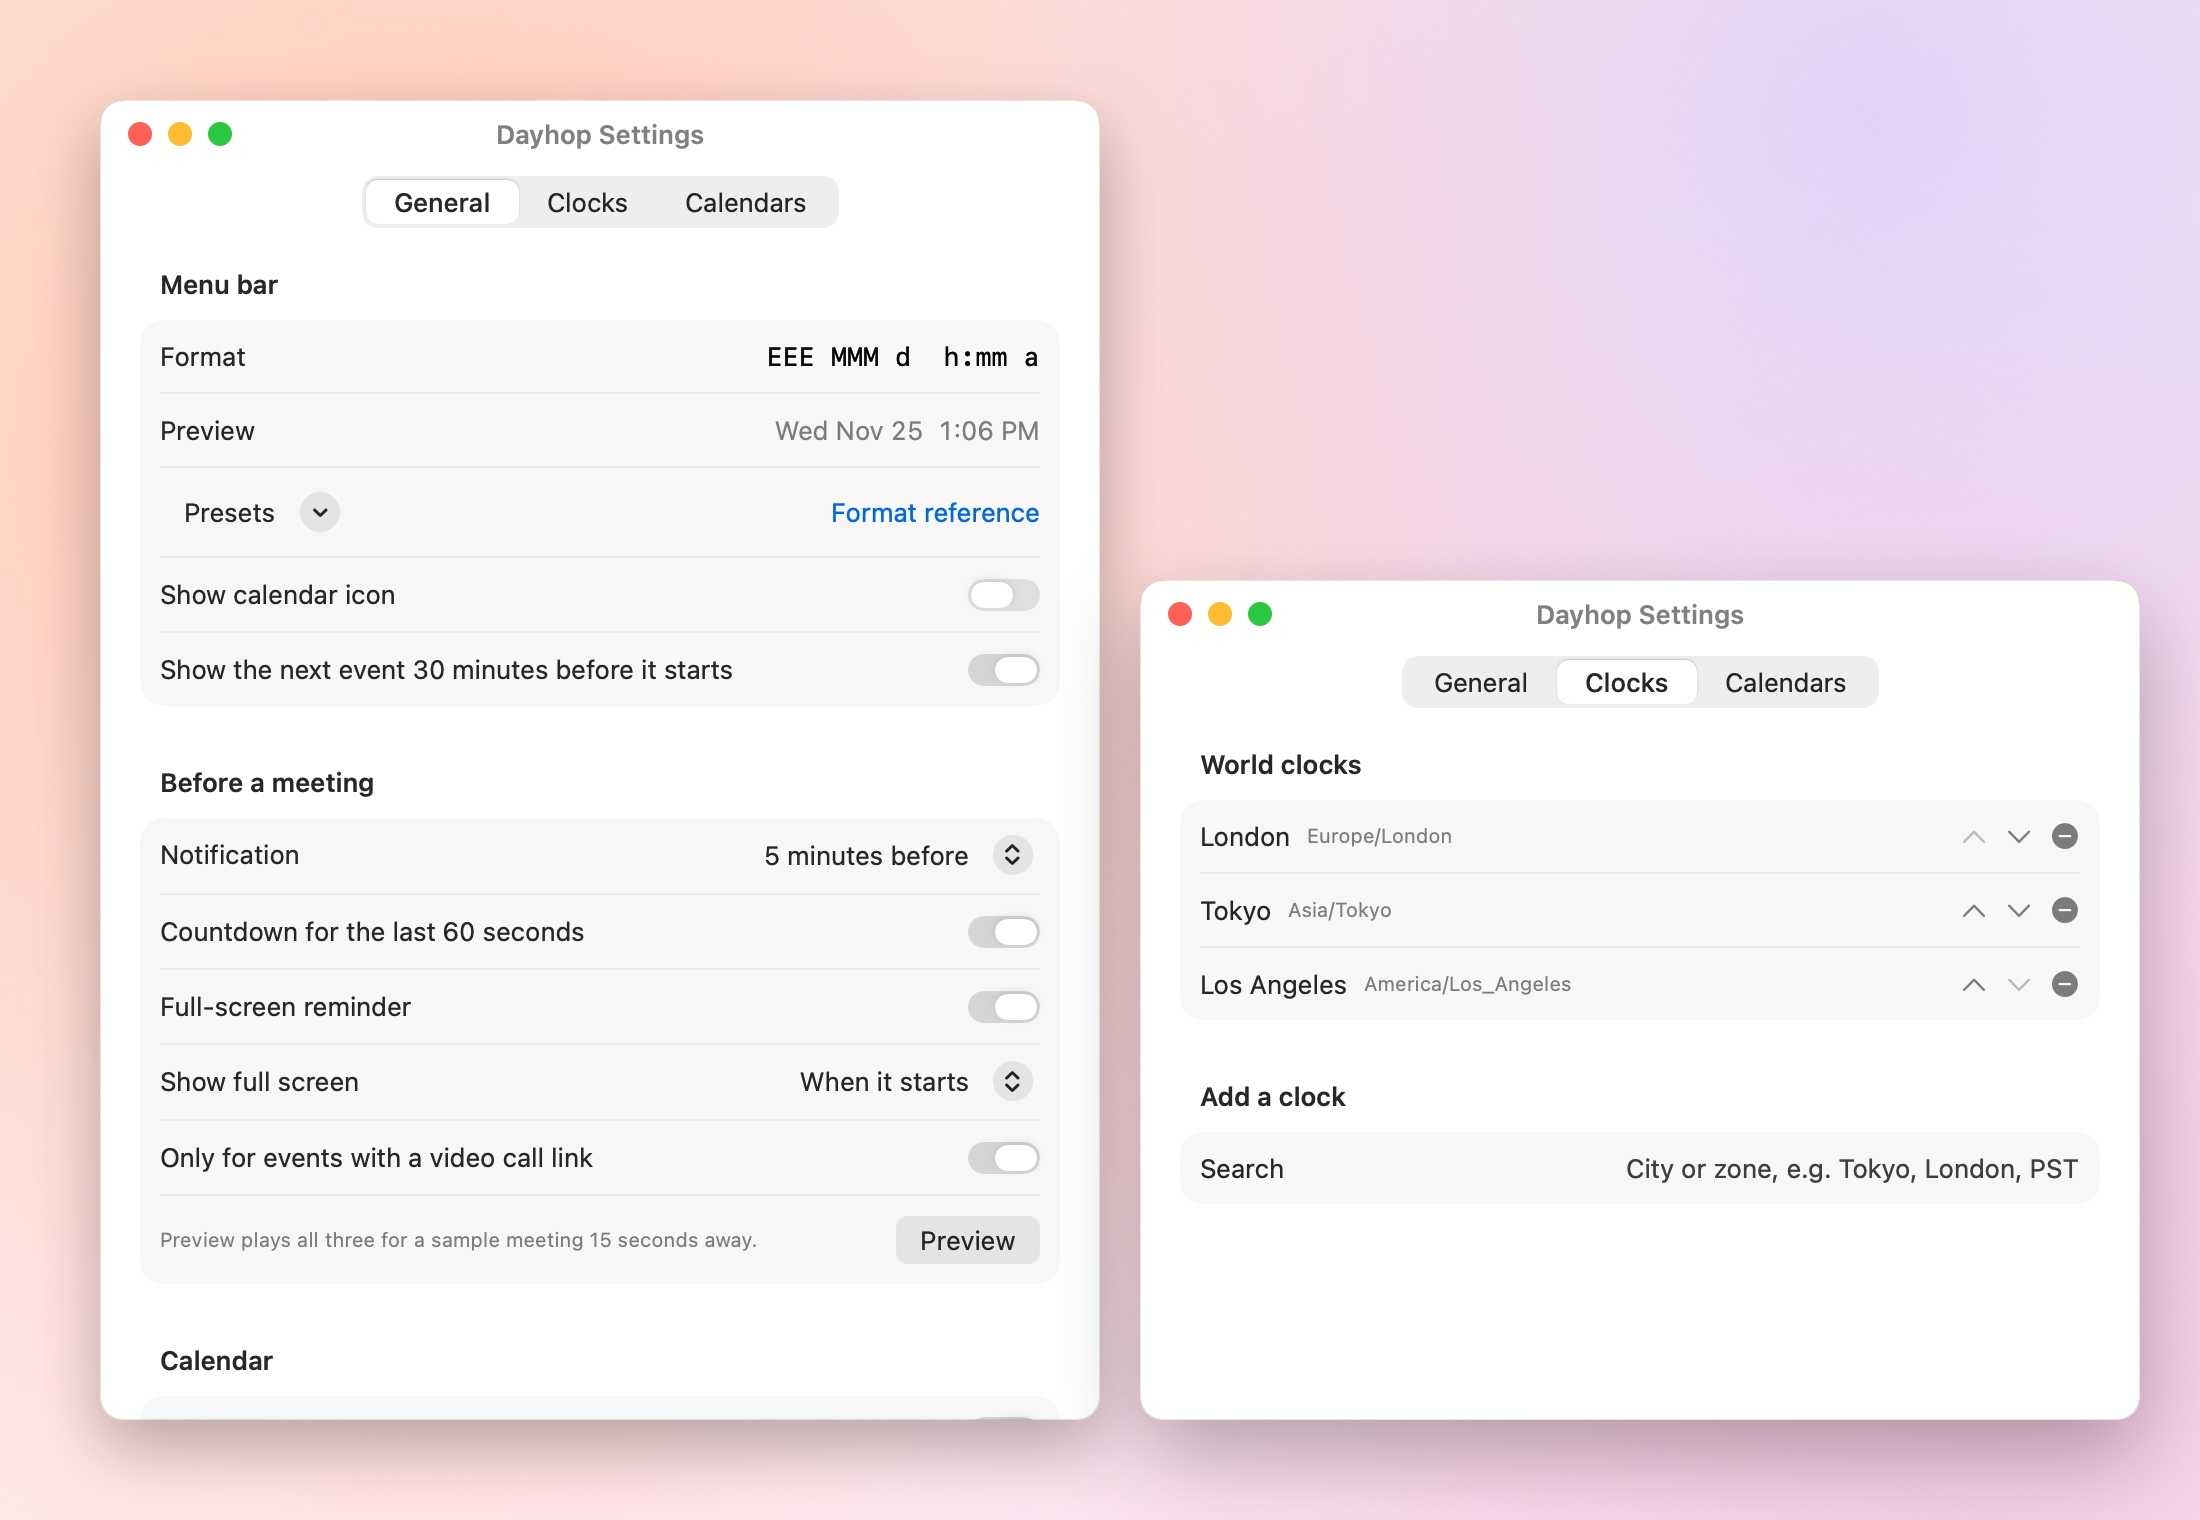 Dayhop Settings
General Clocks Calendars
Menu bar
Format EEE MMM d  h:mm a
Preview Wed Nov 25  1:06 PM
Presets Format reference
Show calendar icon
Show the next event 30 minutes before it starts
Before a meeting
Notification 5 minutes before
Countdown for the last 60 seconds
Full-screen reminder
Show full screen When it starts
Only for events with a video call link
Preview plays all three for a sample meeting 15 seconds away. Preview
Calendar
Dayhop Settings
General Clocks Calendars
World clocks
London Europe/London
Tokyo Asia/Tokyo
Los Angeles America/Los_Angeles
Add a clock
Search City or zone, e.g. Tokyo, London, PST